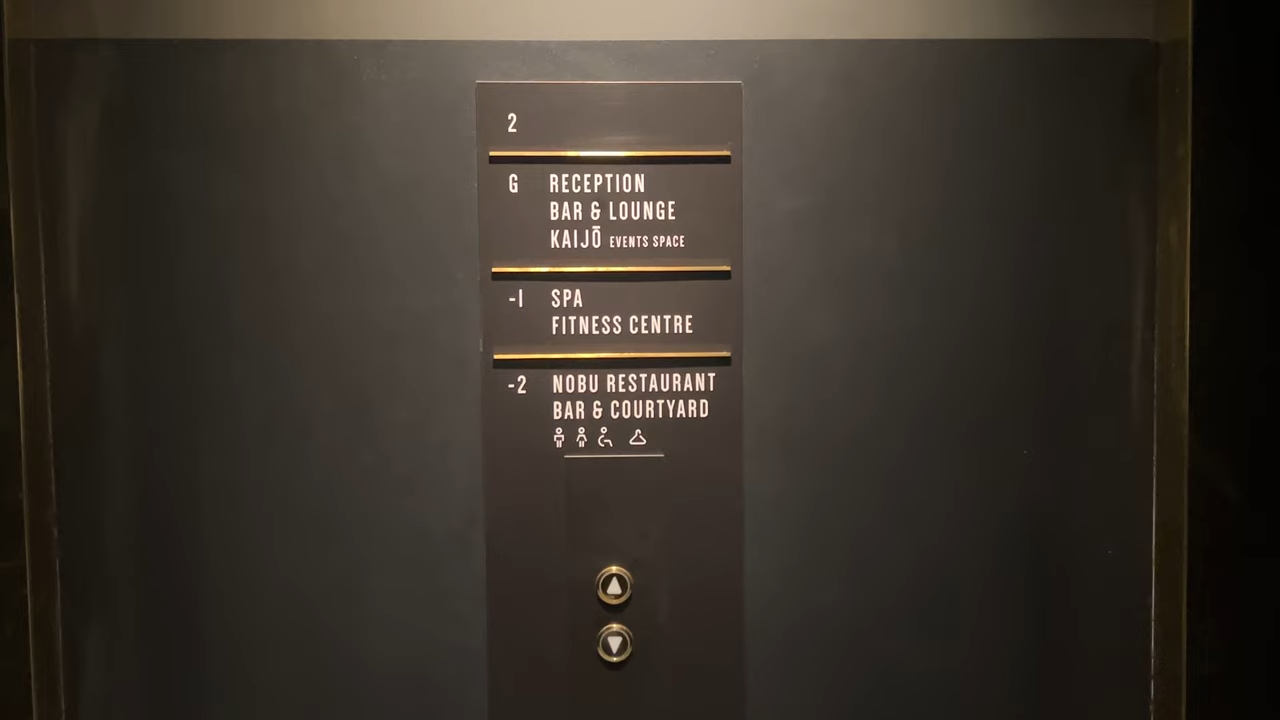 2
G RECEPTION
BAR & LOUNGE
KAIJŌ EVENTS SPACE
-1 SPA
FITNESS CENTRE
-2 NOBU RESTAURANT
BAR & COURTYARD